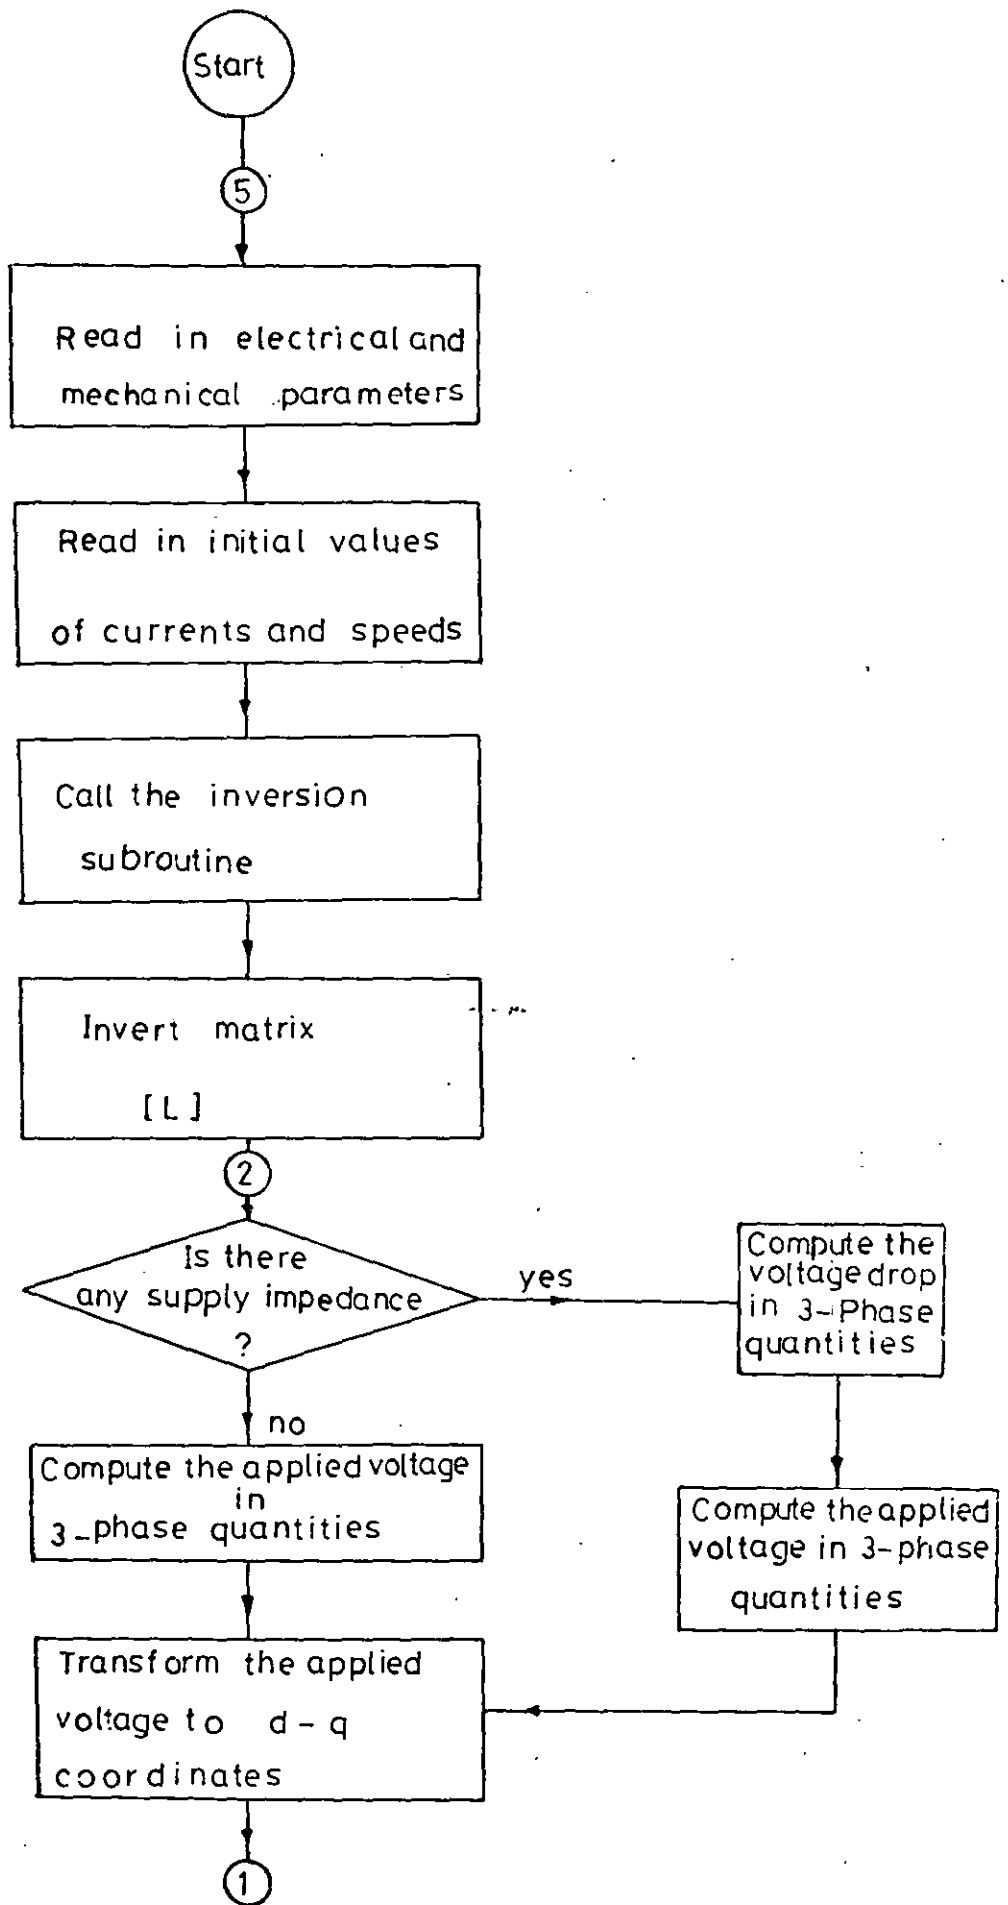 Start
5
Read in electrical and
mechanical parameters
Read in initial values
of currents and speeds
Call the inversion
subroutine
Invert matrix
[L]
2
Is there
any supply impedance
?
yes
Compute the
voltage drop
in 3-Phase
quantities
no
Compute the applied voltage
in
3-phase quantities
Compute the applied
voltage in 3-phase
quantities
Transform the applied
voltage to d-q
coordinates
1